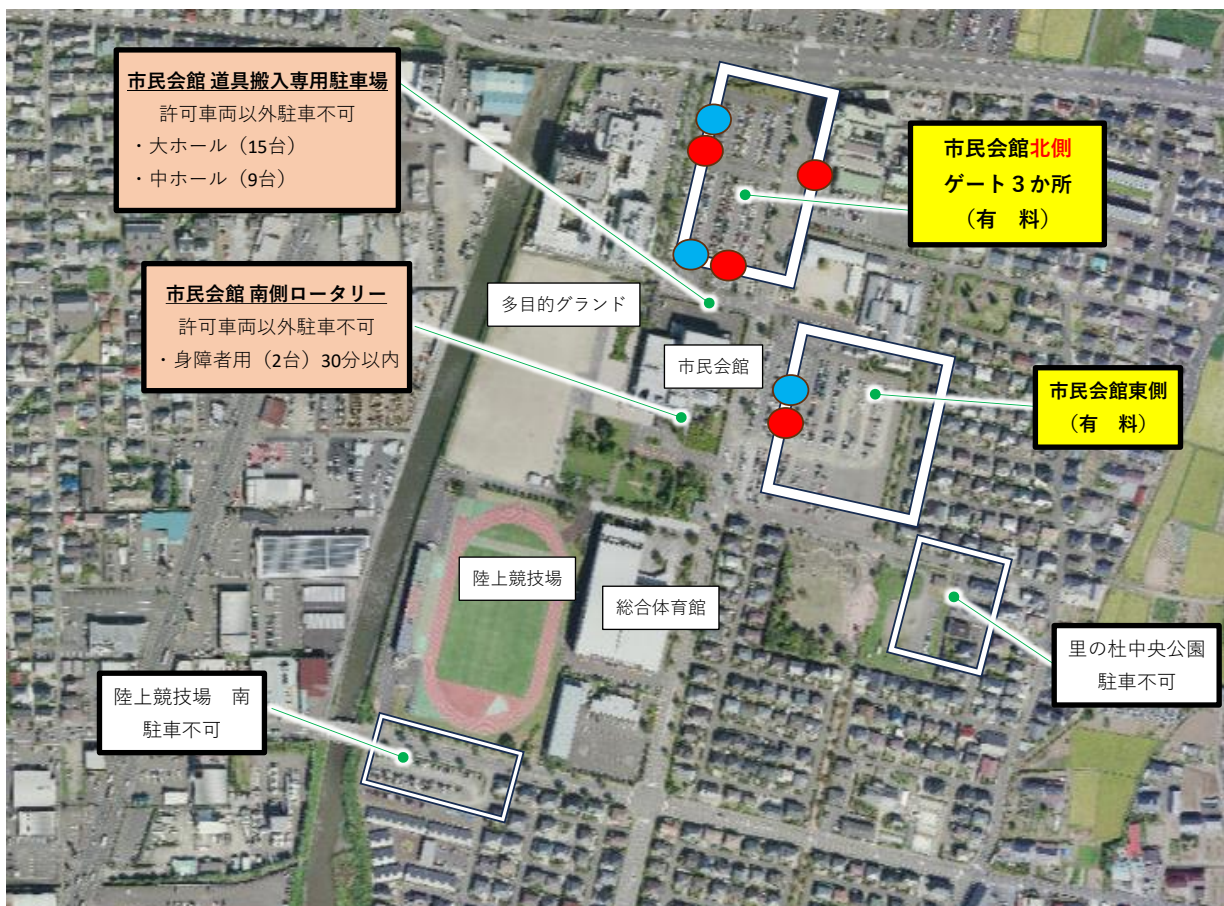 市民会館 道具搬入専用駐車場
許可車両以外駐車不可
・大ホール（15台）
・中ホール（9台）
市民会館北側
ゲート３か所
（有　料）
市民会館 南側ロータリー
許可車両以外駐車不可
・身障者用（2台）30分以内
多目的グランド
市民会館
市民会館東側
（有　料）
陸上競技場
総合体育館
里の杜中央公園
駐車不可
陸上競技場　南
駐車不可